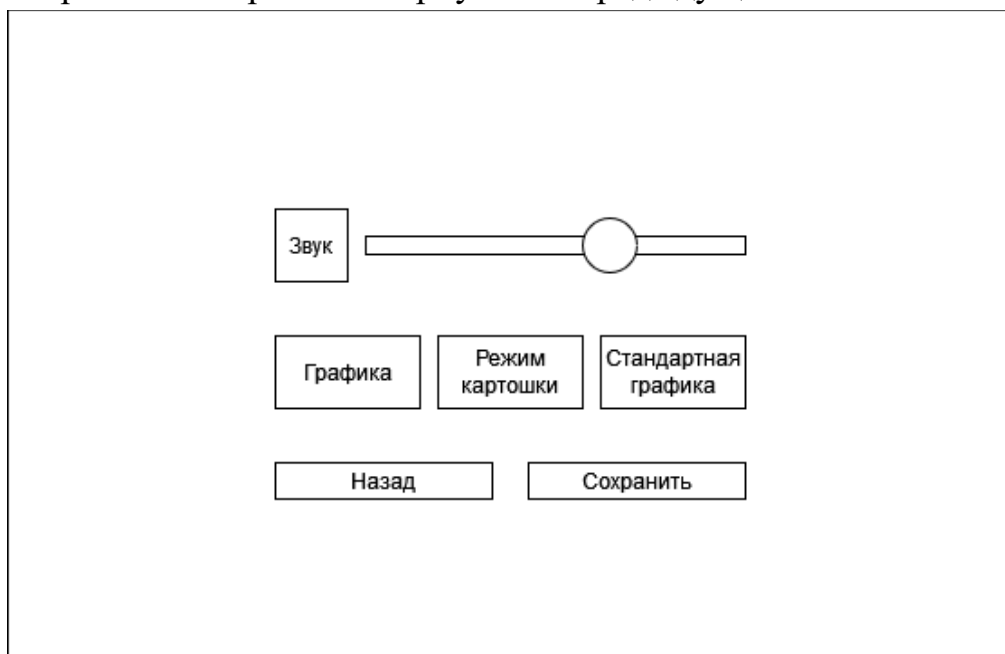 Звук
Графика
Режим
картошки
Стандартная
графика
Назад
Сохранить